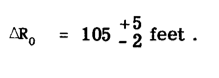 ΔR₀ = 105 +5 -2 feet .